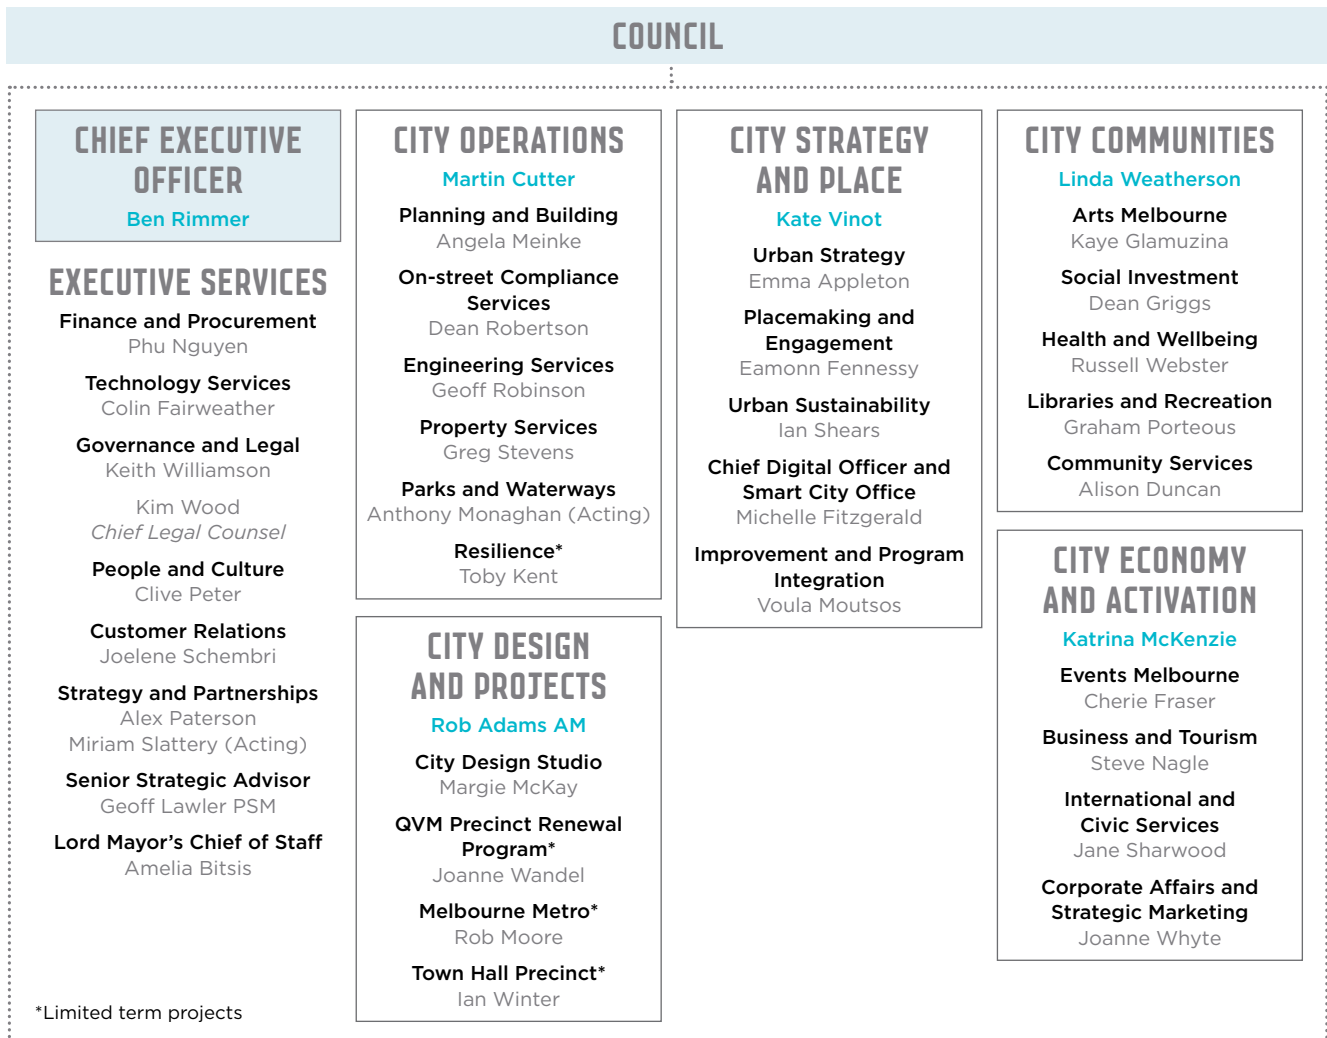 COUNCIL
CHIEF EXECUTIVE
OFFICER
Ben Rimmer
EXECUTIVE SERVICES
Finance and Procurement
Phu Nguyen
Technology Services
Colin Fairweather
Governance and Legal
Keith Williamson
Kim Wood
Chief Legal Counsel
People and Culture
Clive Peter
Customer Relations
Joelene Schembri
Strategy and Partnerships
Alex Paterson
Miriam Slattery (Acting)
Senior Strategic Advisor
Geoff Lawler PSM
Lord Mayor’s Chief of Staff
Amelia Bitsis
*Limited term projects
CITY OPERATIONS
Martin Cutter
Planning and Building
Angela Meinke
On-street Compliance
Services
Dean Robertson
Engineering Services
Geoff Robinson
Property Services
Greg Stevens
Parks and Waterways
Anthony Monaghan (Acting)
Resilience*
Toby Kent
CITY DESIGN
AND PROJECTS
Rob Adams AM
City Design Studio
Margie McKay
QVM Precinct Renewal
Program*
Joanne Wandel
Melbourne Metro*
Rob Moore
Town Hall Precinct*
Ian Winter
CITY STRATEGY
AND PLACE
Kate Vinot
Urban Strategy
Emma Appleton
Placemaking and
Engagement
Eamonn Fennessy
Urban Sustainability
Ian Shears
Chief Digital Officer and
Smart City Office
Michelle Fitzgerald
Improvement and Program
Integration
Voula Moutsos
CITY COMMUNITIES
Linda Weatherson
Arts Melbourne
Kaye Glamuzina
Social Investment
Dean Griggs
Health and Wellbeing
Russell Webster
Libraries and Recreation
Graham Porteous
Community Services
Alison Duncan
CITY ECONOMY
AND ACTIVATION
Katrina McKenzie
Events Melbourne
Cherie Fraser
Business and Tourism
Steve Nagle
International and
Civic Services
Jane Sharwood
Corporate Affairs and
Strategic Marketing
Joanne Whyte